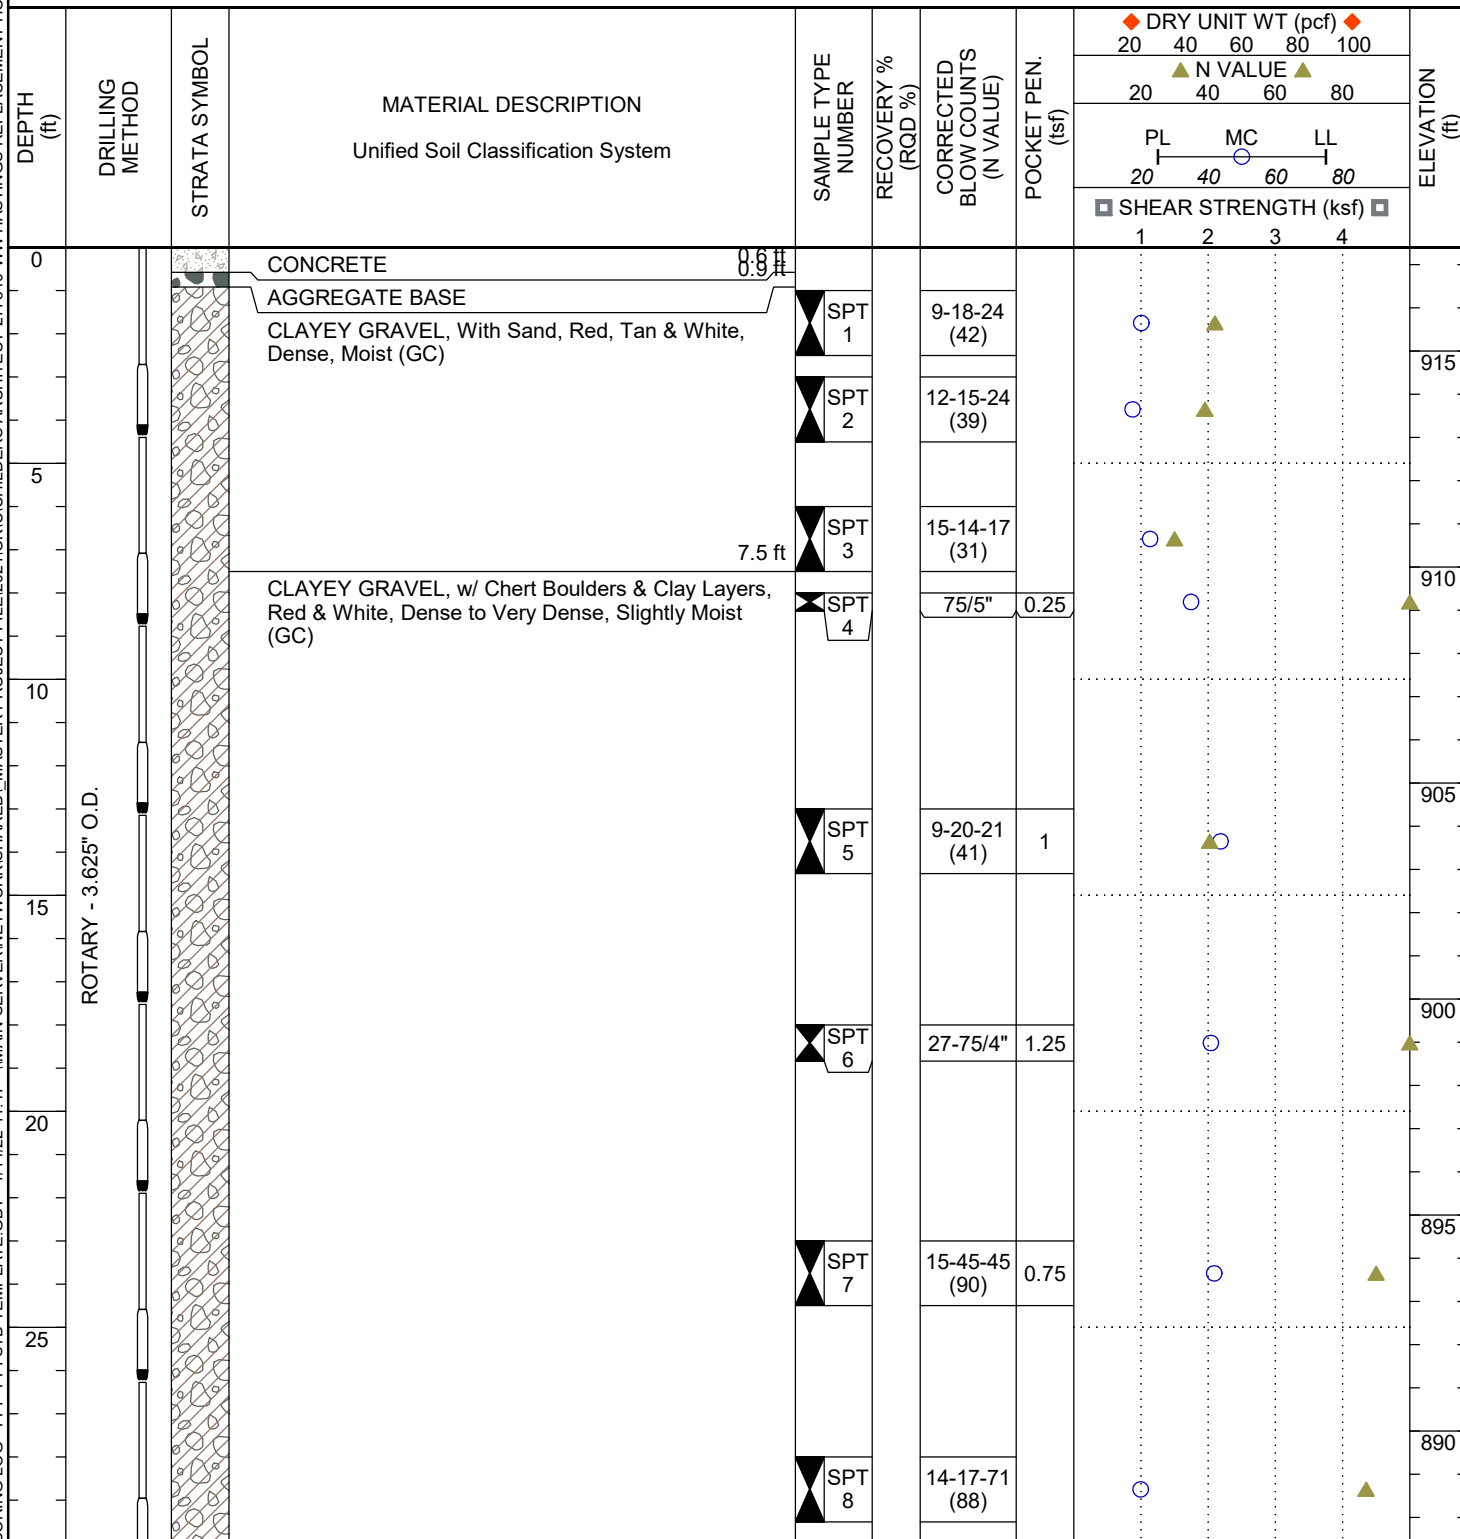 DEPTH
(ft)
DRILLING
METHOD
STRATA SYMBOL
MATERIAL DESCRIPTION
Unified Soil Classification System
SAMPLE TYPE
NUMBER
RECOVERY %
(RQD %)
CORRECTED
BLOW COUNTS
(N VALUE)
POCKET PEN.
(tsf)
DRY UNIT WT (pcf)
20 40 60 80 100
N VALUE
20 40 60 80
PL MC LL
20 40 60 80
SHEAR STRENGTH (ksf)
1 2 3 4
ELEVATION
(ft)
0
CONCRETE 0.6 ft
0.9 ft
AGGREGATE BASE
CLAYEY GRAVEL, With Sand, Red, Tan & White,
Dense, Moist (GC)
SPT
1
9-18-24
(42)
915
SPT
2
12-15-24
(39)
5
SPT
3
15-14-17
(31)
7.5 ft
910
CLAYEY GRAVEL, w/ Chert Boulders & Clay Layers,
Red & White, Dense to Very Dense, Slightly Moist
(GC)
SPT
4
75/5" 0.25
10
905
ROTARY - 3.625" O.D.
SPT
5
9-20-21
(41)
1
15
900
SPT
6
27-75/4" 1.25
20
895
SPT
7
15-45-45
(90)
0.75
25
890
SPT
8
14-17-71
(88)